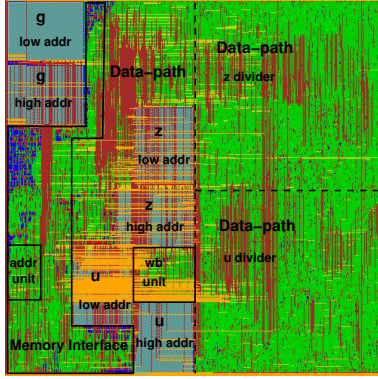 g
low addr
g
high addr
Data-path
Data-path
z divider
z
low addr
z
high addr
Data-path
u divider
addr
unit
wb
unit
u
low addr
u
high addr
Memory Interface